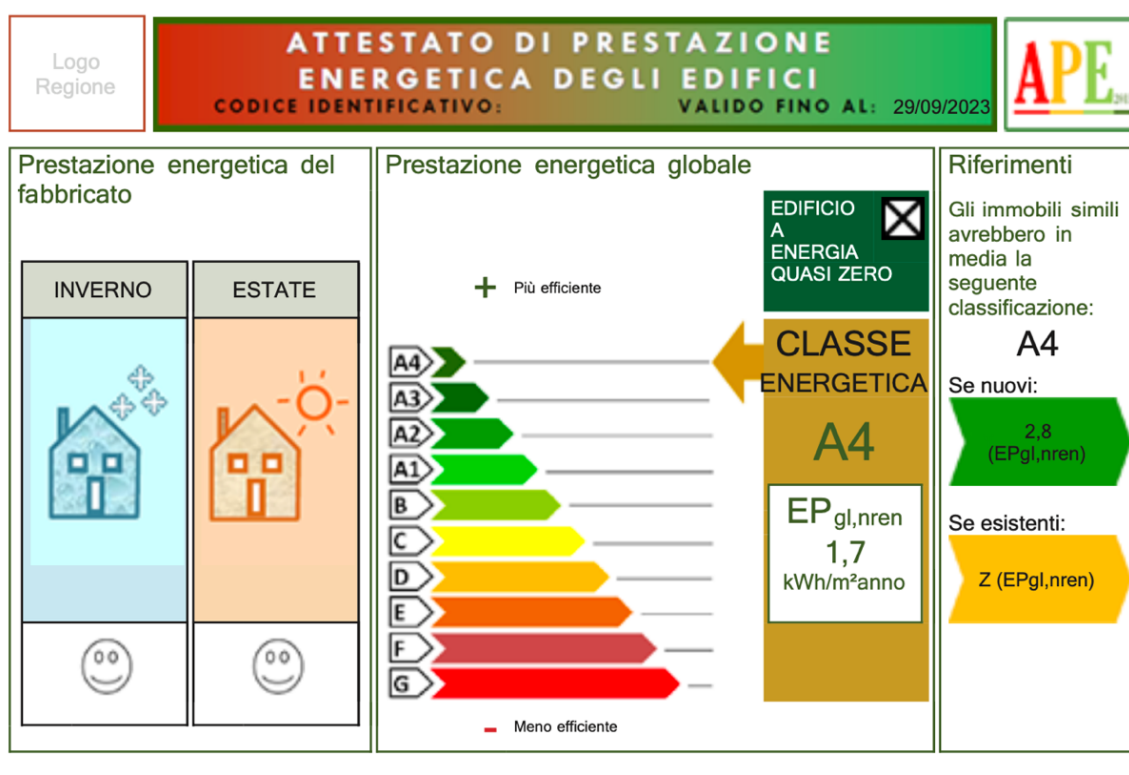 Logo
Regione
ATTESTATO DI PRESTAZIONE
ENERGETICA DEGLI EDIFICI
CODICE IDENTIFICATIVO:
VALIDO FINO AL: 29/09/2023
APE
Prestazione energetica del
fabbricato
INVERNO
ESTATE
Prestazione energetica globale
EDIFICIO
A
ENERGIA
QUASI ZERO
+ Più efficiente
A4
A3
A2
A1
B
C
D
E
F
G
- Meno efficiente
CLASSE
ENERGETICA
A4
EPgl,nren
1,7
kWh/m²anno
Riferimenti
Gli immobili simili
avrebbero in
media la
seguente
classificazione:
A4
Se nuovi:
2,8
(EPgl,nren)
Se esistenti:
Z (EPgl,nren)